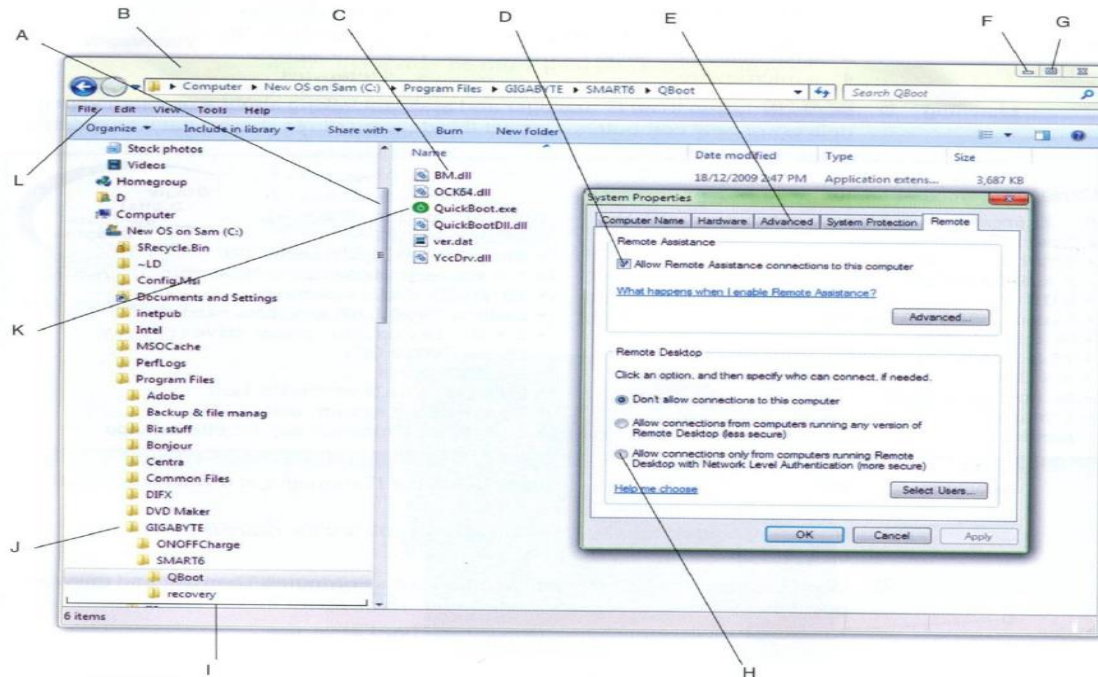 A
B
C
D
E
F
G
Computer ▸ New OS on Sam (C:) ▸ Program Files ▸ GIGABYTE ▸ SMART6 ▸ QBoot
Search QBoot
File Edit View Tools Help
Organize Include in library Share with Burn New folder
L
Stock photos
Videos
Homegroup
D
Computer
New OS on Sam (C:)
SRecycle.Bin
~LD
Config.Msi
Documents and Settings
inetpub
Intel
MSOCache
PerfLogs
Program Files
Adobe
Backup & file manag
Biz stuff
Bonjour
Centra
Common Files
DIFX
DVD Maker
GIGABYTE
ONOFFCharge
SMART6
QBoot
recovery
K
J
Name Date modified Type Size
BM.dll 18/12/2009 2:47 PM Application extens... 3,687 KB
OCK64.dll
QuickBoot.exe
QuickBootDll.dll
ver.dat
YccDrv.dll
System Properties
Computer Name Hardware Advanced System Protection Remote
Remote Assistance
Allow Remote Assistance connections to this computer
What happens when I enable Remote Assistance?
Advanced...
Remote Desktop
Click an option, and then specify who can connect, if needed.
Don't allow connections to this computer
Allow connections from computers running any version of
Remote Desktop (less secure)
Allow connections only from computers running Remote
Desktop with Network Level Authentication (more secure)
Help me choose
Select Users...
OK Cancel Apply
6 items
I
H